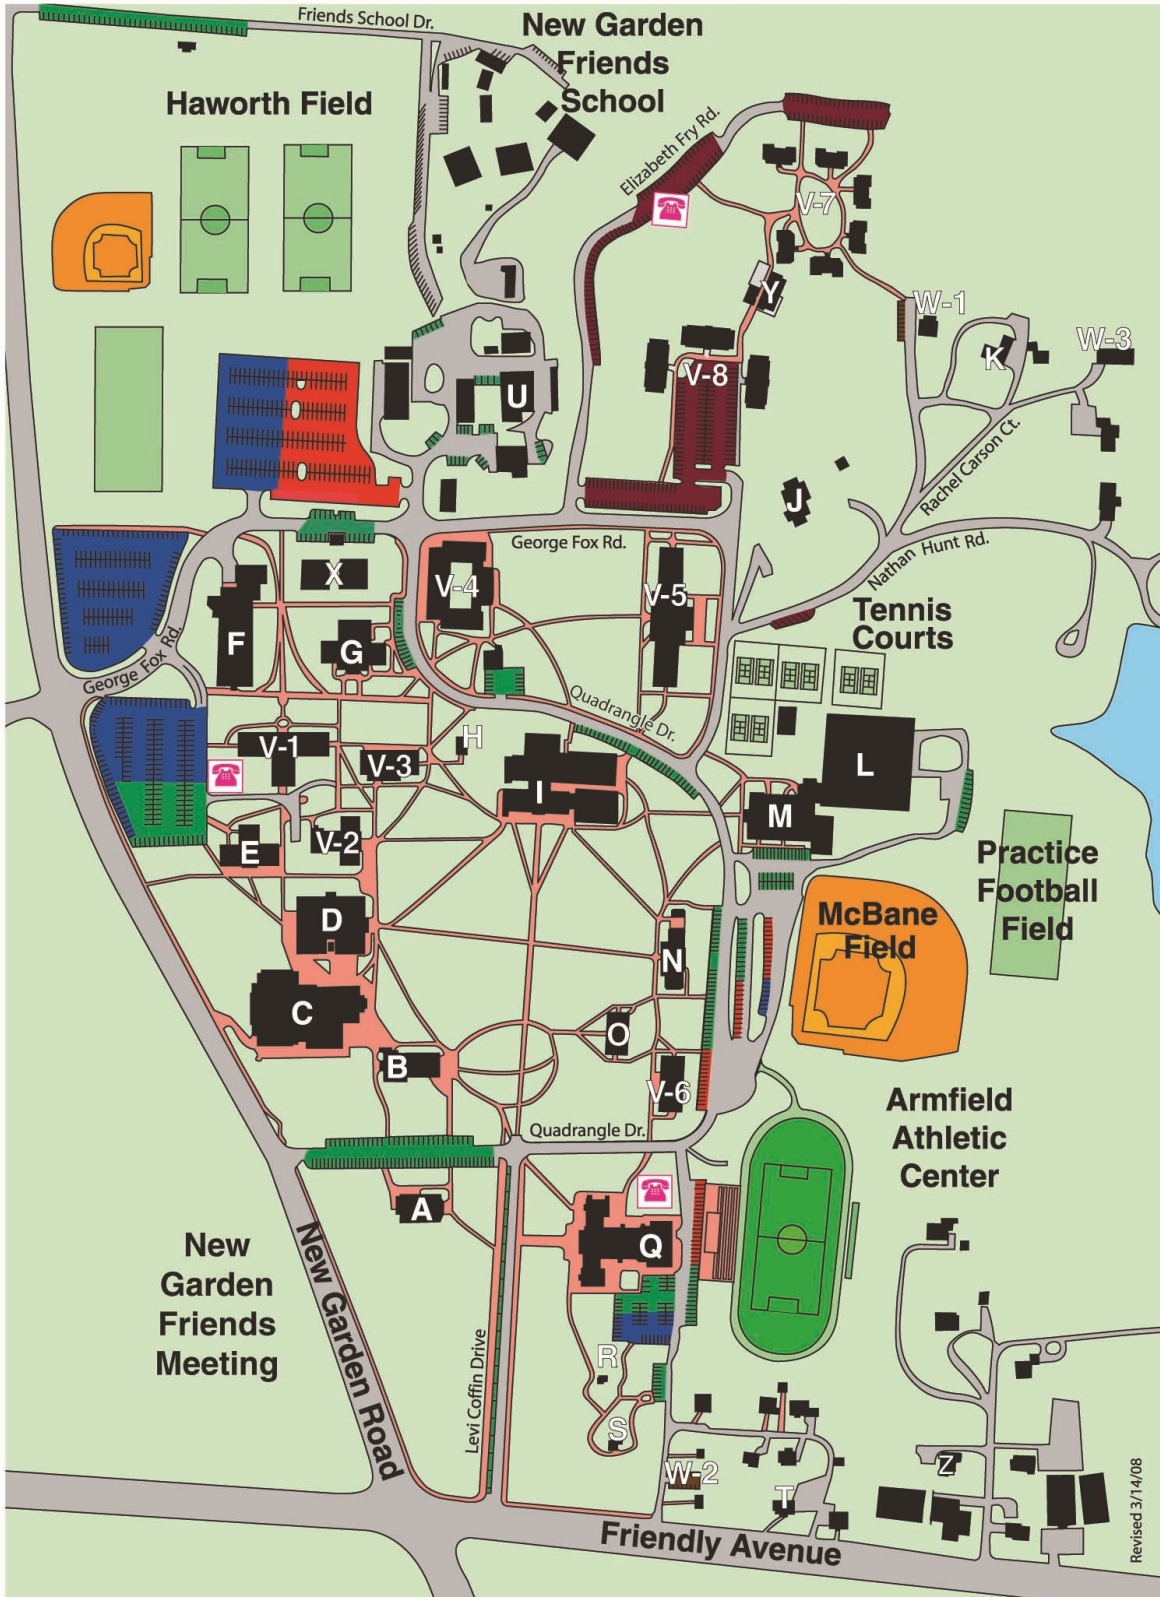 Friends School Dr.
New Garden
Friends
School
Haworth Field
Elizabeth Fry Rd.
V-7
Y
W-1
K
W-3
V-8
U
J
Rachel Carson Ct.
George Fox Rd.
Nathan Hunt Rd.
X
V-4
V-5
Tennis
Courts
F
G
George Fox Rd.
Quadrangle Dr.
H
V-1
V-3
I
L
M
E
V-2
Practice
Football
Field
D
McBane
Field
N
C
O
B
V-6
Armfield
Athletic
Center
Quadrangle Dr.
A
Q
New
Garden
Friends
Meeting
New Garden Road
Levi Coffin Drive
R
S
W-2
T
Z
Friendly Avenue
Revised 3/14/08